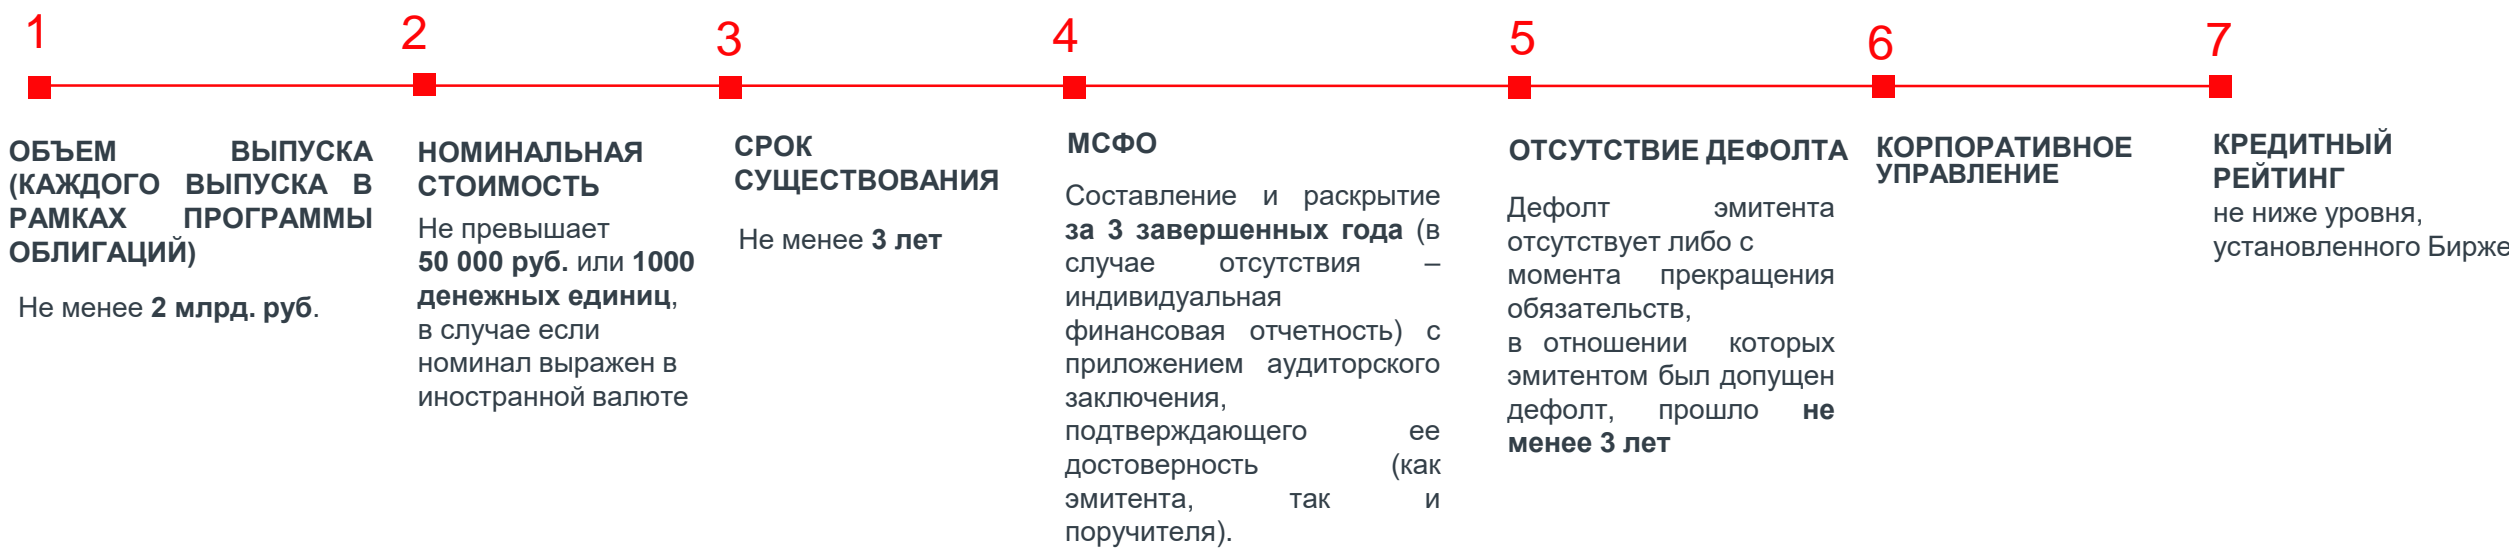 1
ОБЪЕМ ВЫПУСКА
(КАЖДОГО ВЫПУСКА В
РАМКАХ ПРОГРАММЫ
ОБЛИГАЦИЙ)
Не менее 2 млрд. руб.
2
НОМИНАЛЬНАЯ
СТОИМОСТЬ
Не превышает
50 000 руб. или 1000
денежных единиц,
в случае если
номинал выражен в
иностранной валюте
3
СРОК
СУЩЕСТВОВАНИЯ
Не менее 3 лет
4
МСФО
Составление и раскрытие
за 3 завершенных года (в
случае отсутствия –
индивидуальная
финансовая отчетность) с
приложением аудиторского
заключения,
подтверждающего ее
достоверность (как
эмитента, так и
поручителя).
5
ОТСУТСТВИЕ ДЕФОЛТА
Дефолт эмитента
отсутствует либо с
момента прекращения
обязательств,
в отношении которых
эмитентом был допущен
дефолт, прошло не
менее 3 лет
6
КОРПОРАТИВНОЕ
УПРАВЛЕНИЕ
7
КРЕДИТНЫЙ
РЕЙТИНГ
не ниже уровня,
установленного Бирже